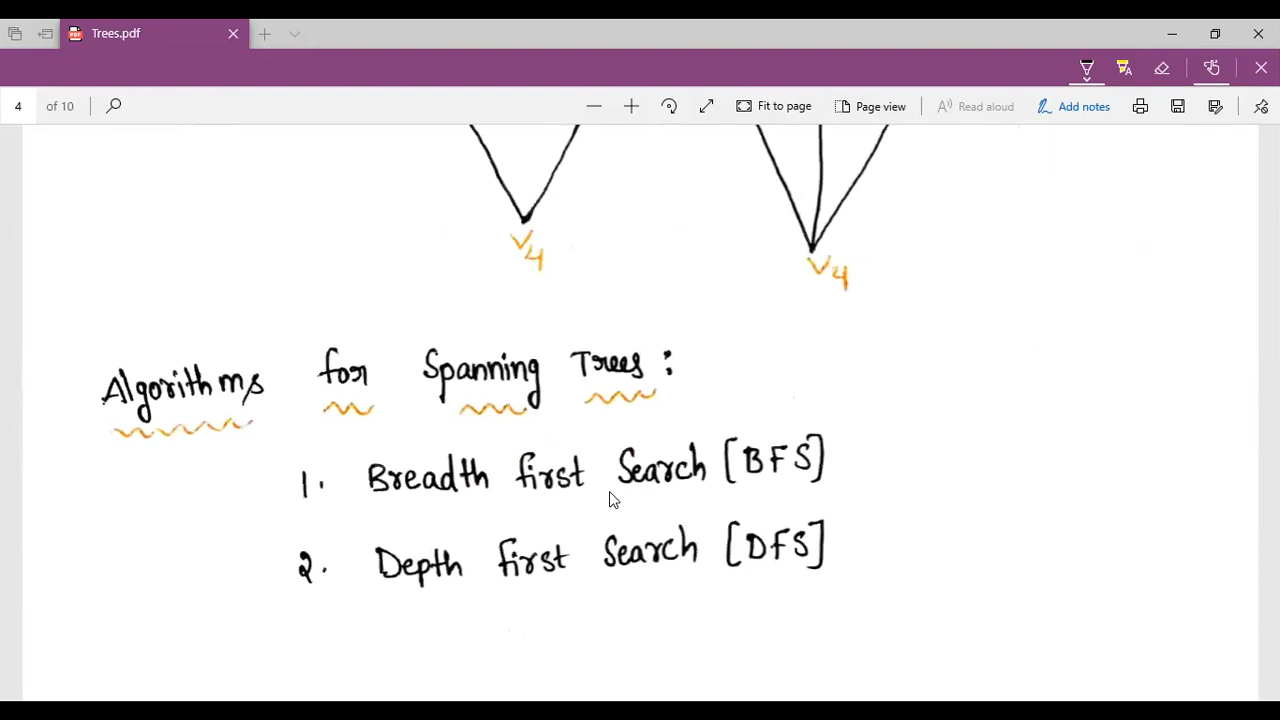 Trees.pdf
4 of 10 Fit to page Page view Read aloud Add notes
V4
V4
Algorithms for Spanning Trees:
1. Breadth first Search [BFS]
2. Depth first Search [DFS]